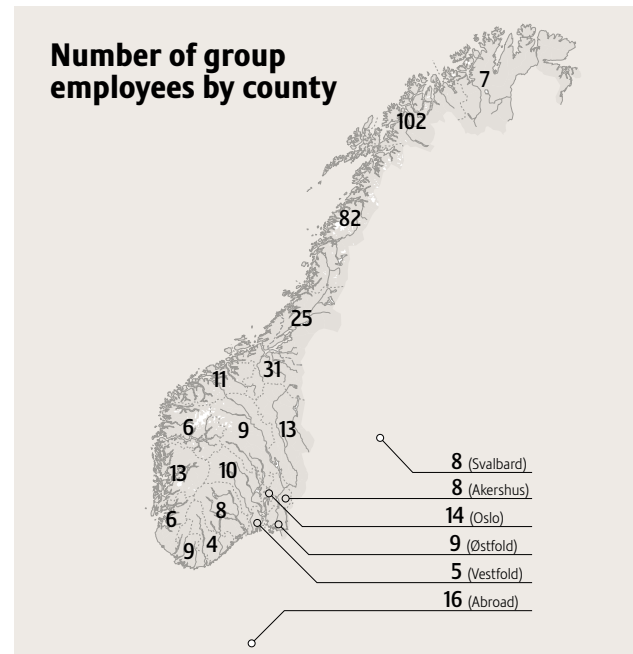 Number of group
employees by county
7
102
82
25
31
11
6
9
13
13
10
6
8
9
4
8 (Svalbard)
8 (Akershus)
14 (Oslo)
9 (Østfold)
5 (Vestfold)
16 (Abroad)